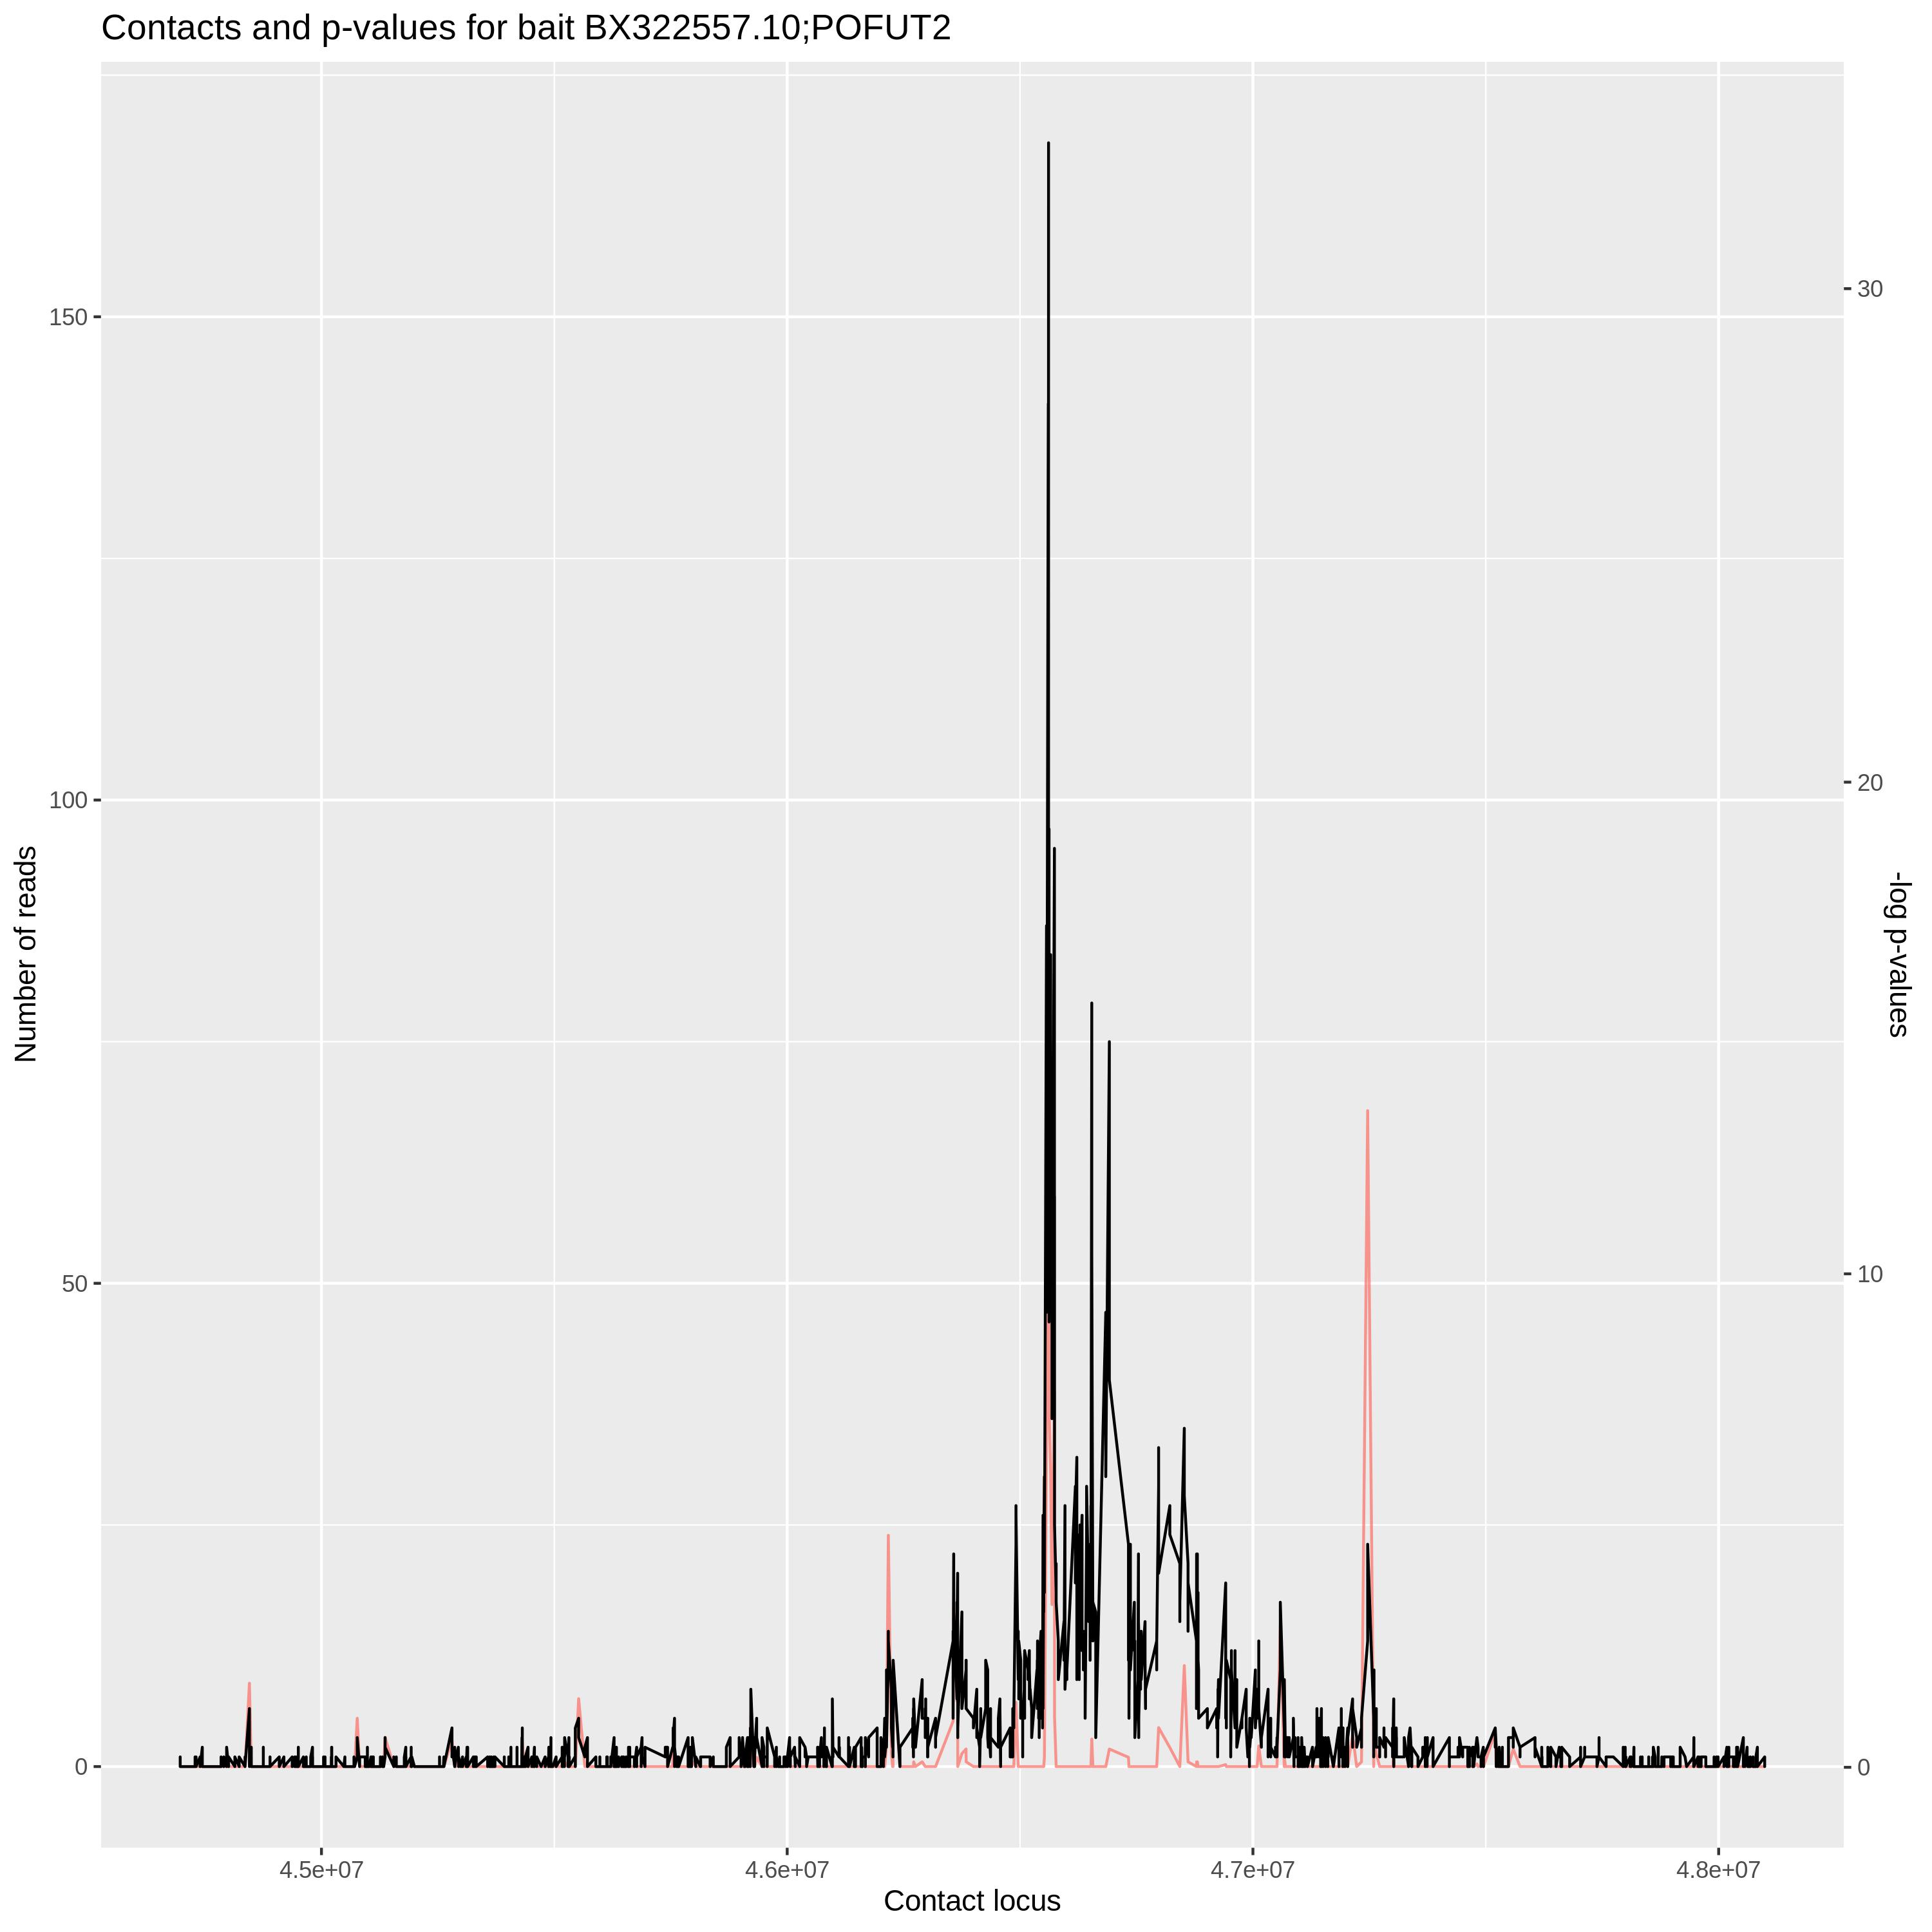 Contacts and p-values for bait BX322557.10;POFUT2
150
100
50
0
30
20
10
0
Number of reads
-log p-values
4.5e+07
4.6e+07
4.7e+07
4.8e+07
Contact locus